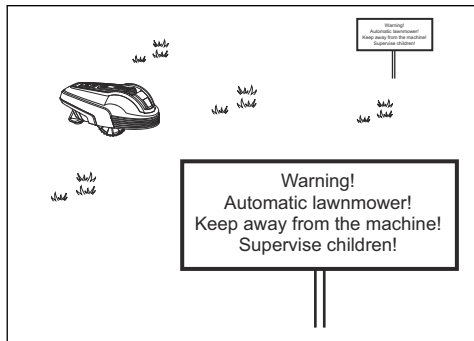 Warning!
Automatic lawnmower!
Keep away from the machine!
Supervise children!
Warning!
Automatic lawnmower!
Keep away from the machine!
Supervise children!